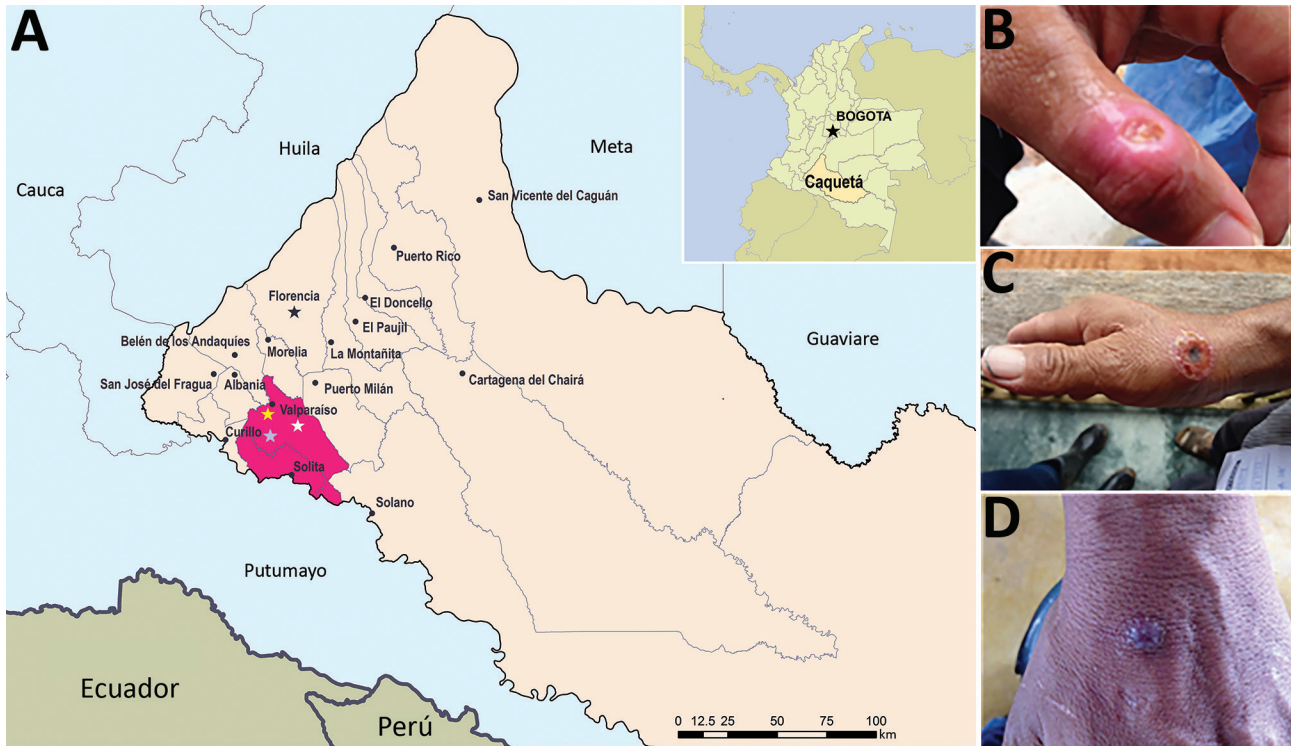 A
Huila
Meta
Cauca
San Vicente del Caguán
Puerto Rico
Florencia
El Doncello
El Paujil
Belén de los Andaquíes
Morelia
La Montañita
Guaviare
San José del Fragua
Albania
Puerto Milán
Cartagena del Chairá
Valparaíso
Curillo
Solita
Solano
Putumayo
Ecuador
Perú
0 12.5 25 50 75 100
km
BOGOTA
Caquetá
B
C
D